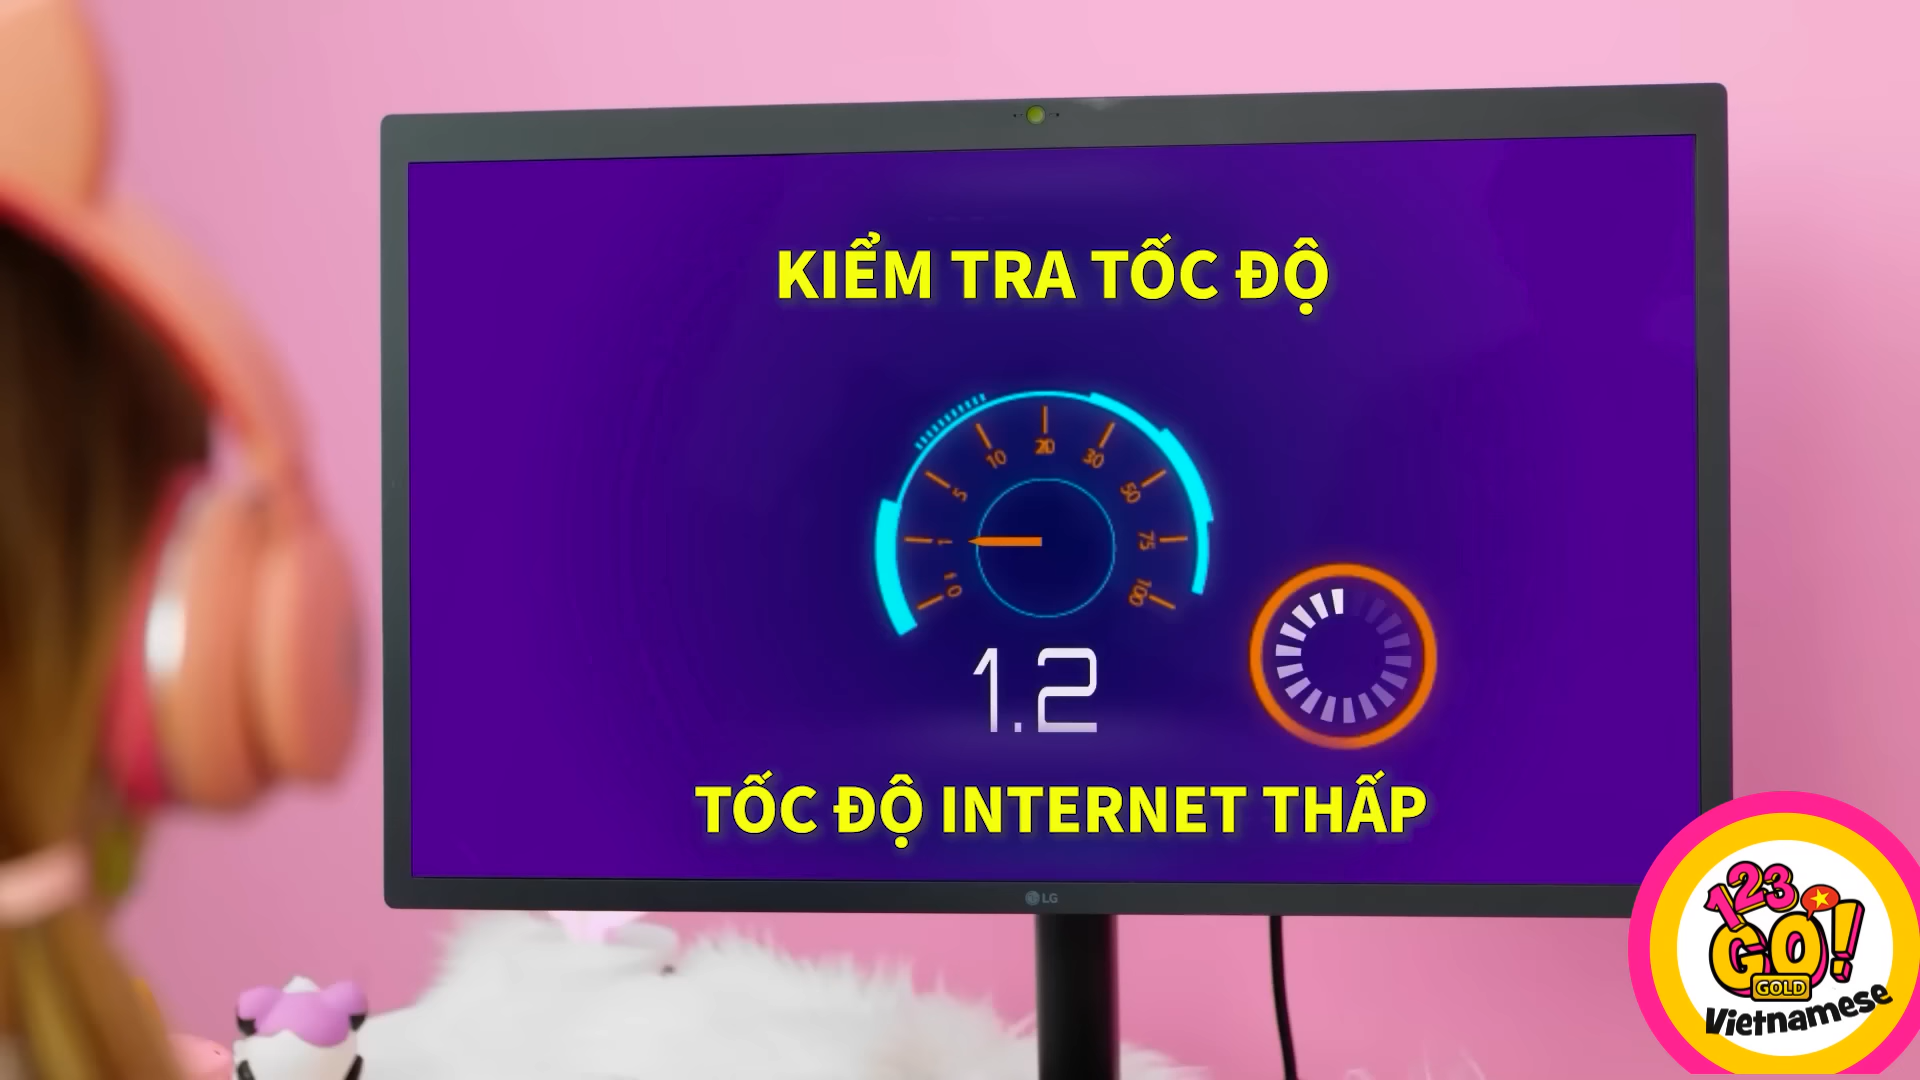 KIỂM TRA TỐC ĐỘ
0
1
1
5
10
20
30
50
75
100
1.2
TỐC ĐỘ INTERNET THẤP
LG
123
GO!
GOLD
Vietnamese